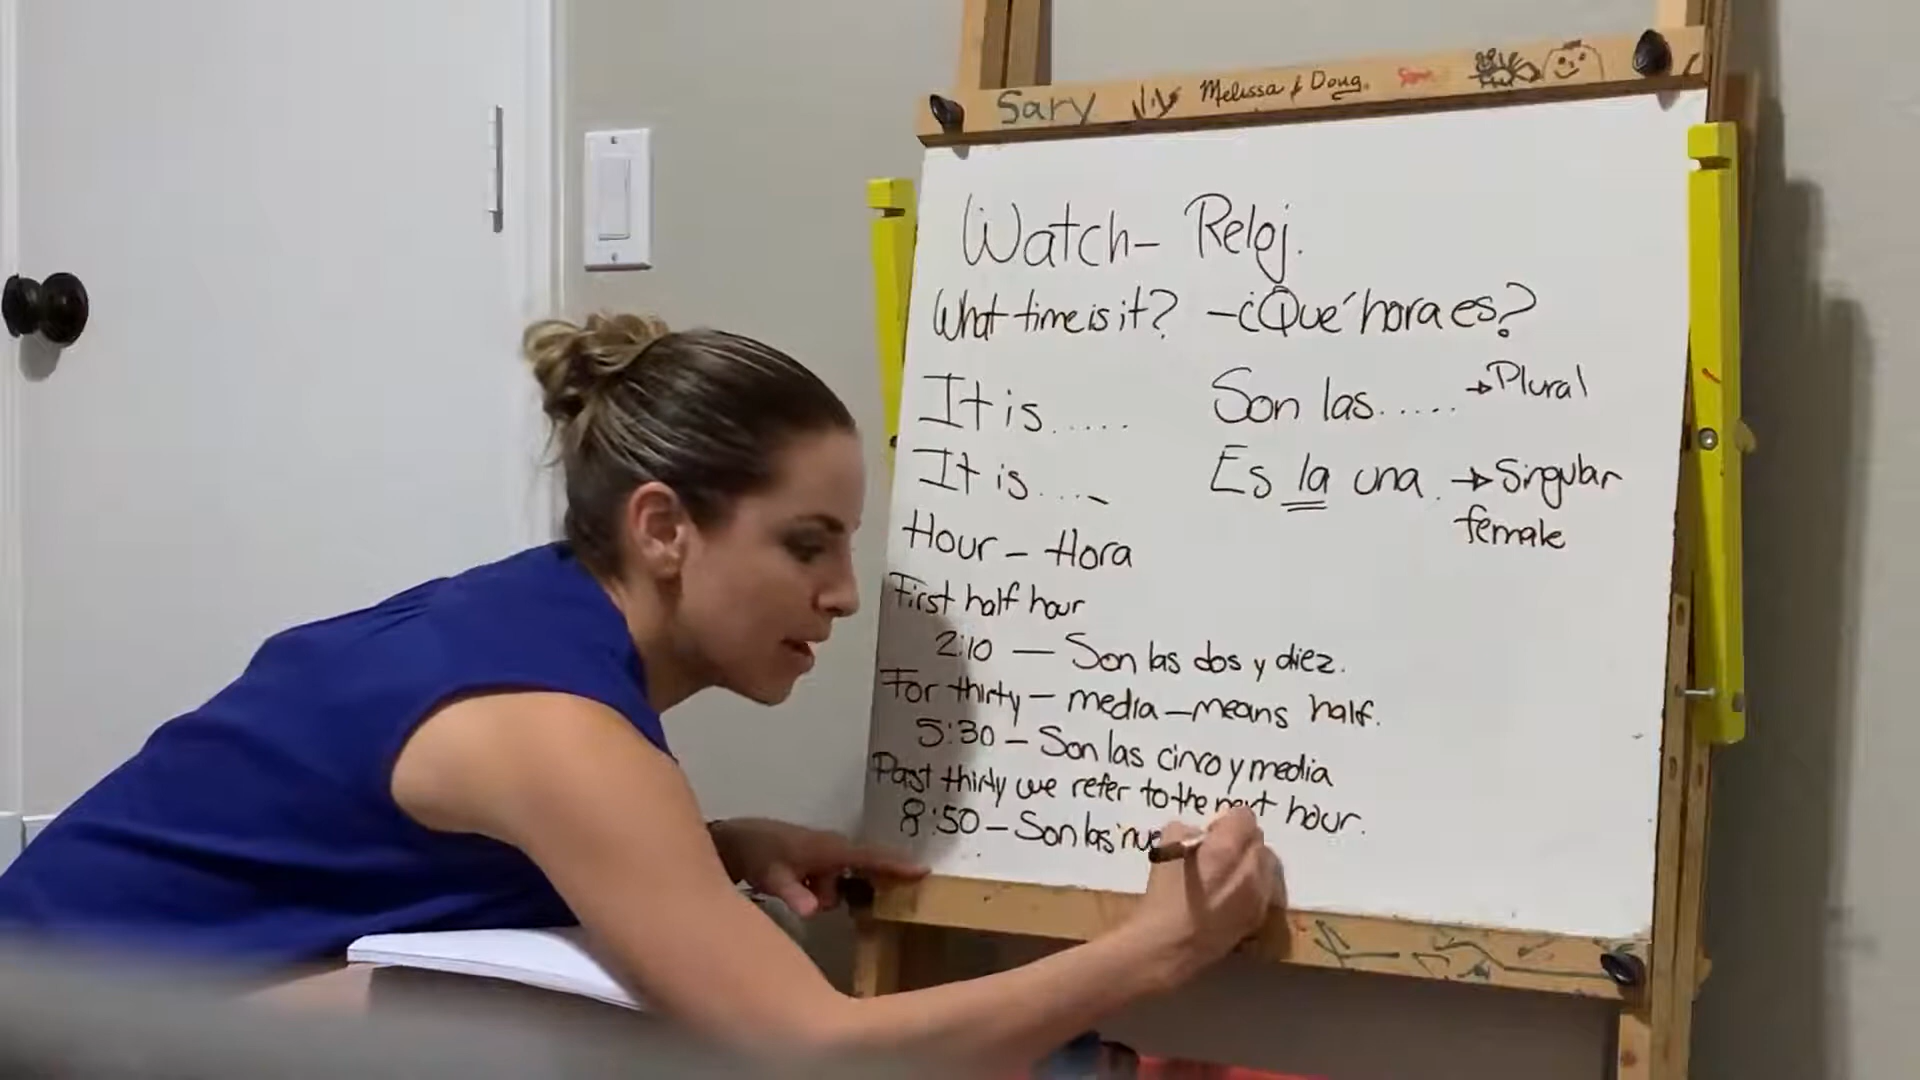 Sary Melissa & Doug.
Watch - Reloj.
What time is it? - ¿Qué hora es?
It is ..... Son las ..... → Plural
It is .... Es la una. → Singular
female
Hour - Hora
First half hour
2:10 — Son las dos y diez.
For thirty - media - means half.
5:30 - Son las cinco y media
Past thirty we refer to the next hour.
8:50 - Son las nue